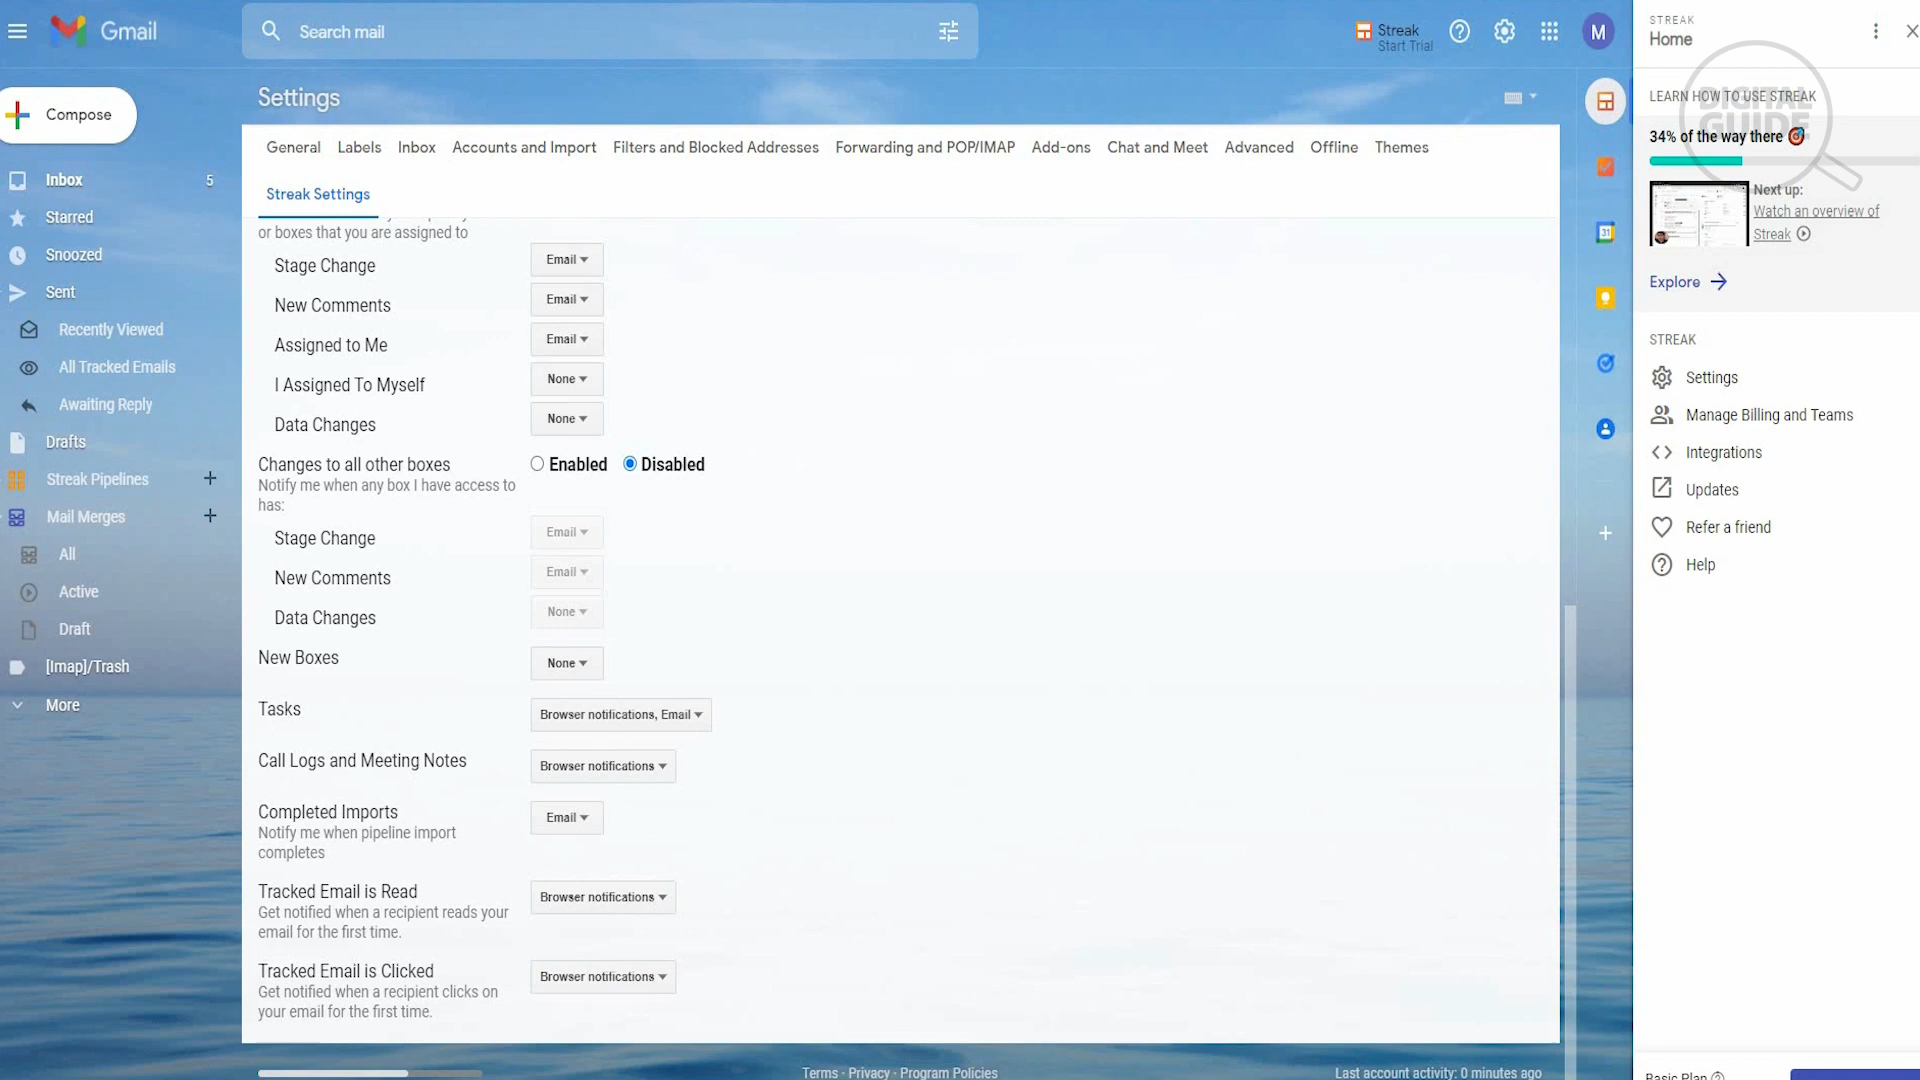 Gmail
Search mail
Streak
Start Trial
M
STREAK
Home
Compose
Settings
DIGITAL
GUIDE
LEARN HOW TO USE STREAK
34% of the way there
Next up:
Watch an overview of
Streak
Explore
General Labels Inbox Accounts and Import Filters and Blocked Addresses Forwarding and POP/IMAP Add-ons Chat and Meet Advanced Offline Themes
Streak Settings
Inbox 5
Starred
Snoozed
Sent
Recently Viewed
All Tracked Emails
Awaiting Reply
Drafts
Streak Pipelines
Mail Merges
All
Active
Draft
[Imap]/Trash
More
or boxes that you are assigned to
Stage Change Email
New Comments Email
Assigned to Me Email
I Assigned To Myself None
Data Changes None
Changes to all other boxes Enabled Disabled
Notify me when any box I have access to
has:
Stage Change Email
New Comments Email
Data Changes None
New Boxes None
Tasks Browser notifications, Email
Call Logs and Meeting Notes Browser notifications
Completed Imports Email
Notify me when pipeline import
completes
Tracked Email is Read Browser notifications
Get notified when a recipient reads your
email for the first time.
Tracked Email is Clicked Browser notifications
Get notified when a recipient clicks on
your email for the first time.
31
STREAK
Settings
Manage Billing and Teams
Integrations
Updates
Refer a friend
Help
Terms · Privacy · Program Policies
Last account activity: 0 minutes ago
Basic Plan